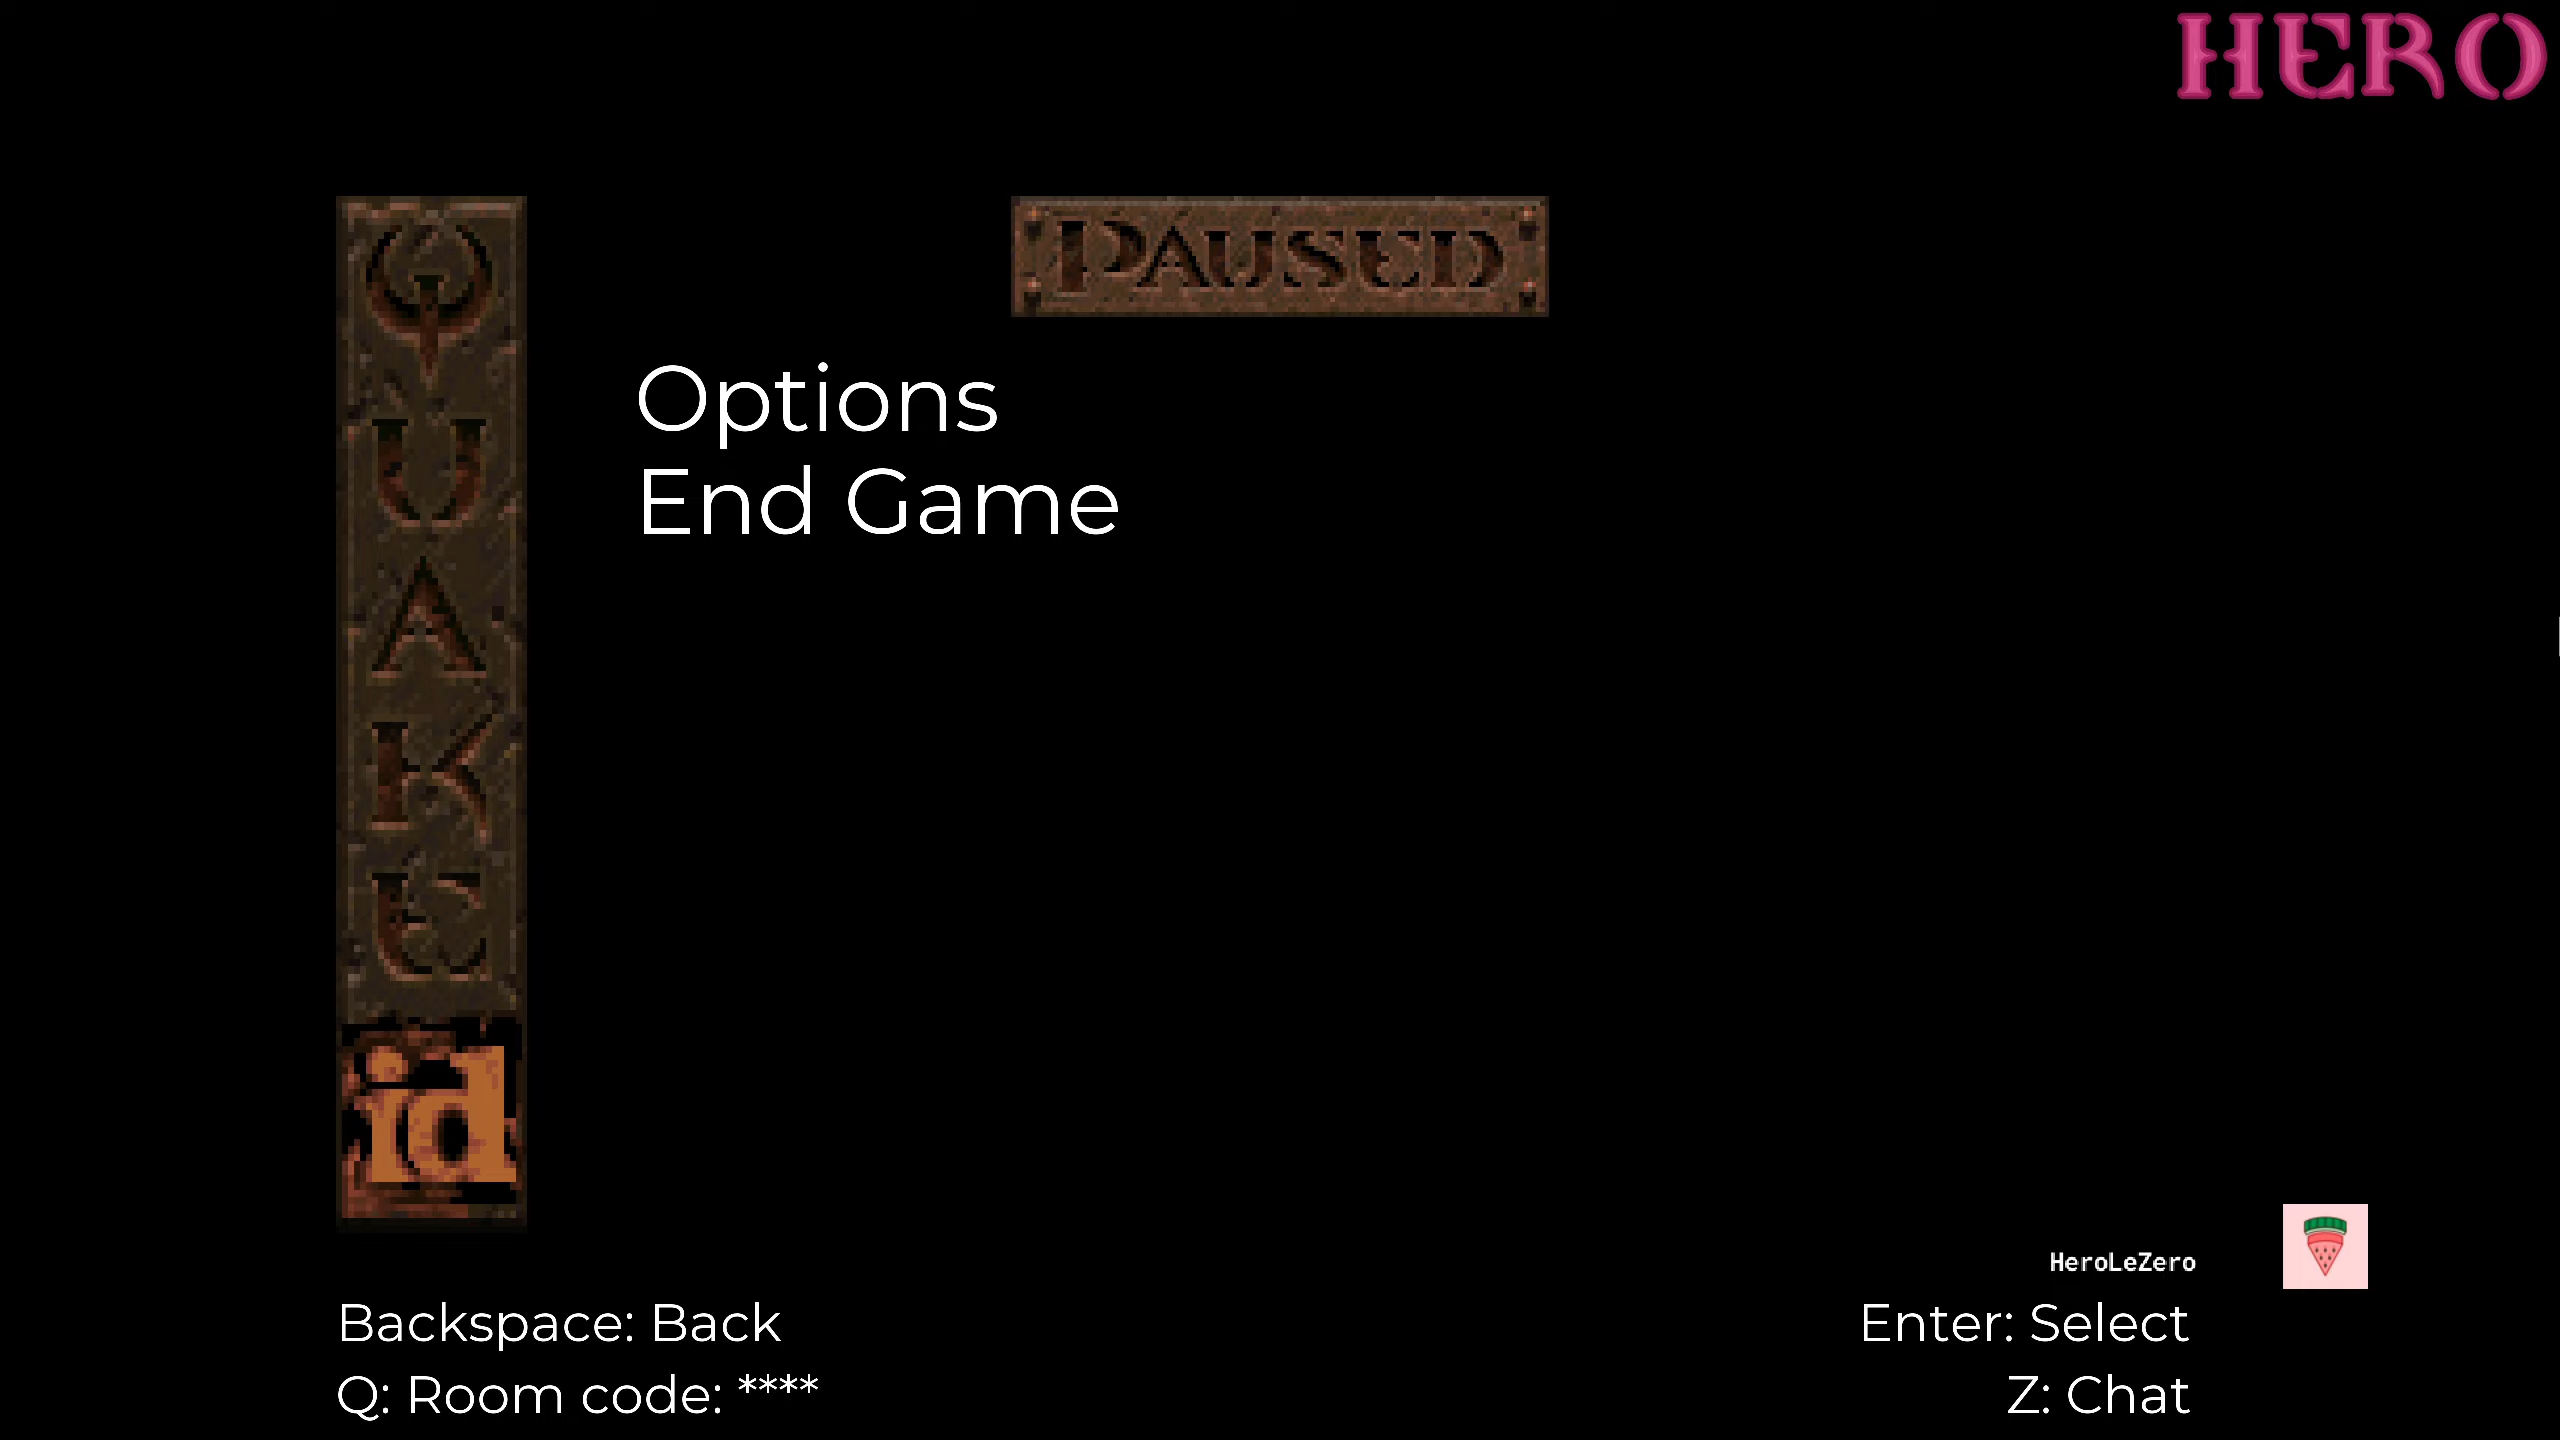 HERO
QUAKE
id
PAUSED
Options
End Game
HeroLeZero
Backspace: Back
Enter: Select
Q: Room code: ****
Z: Chat